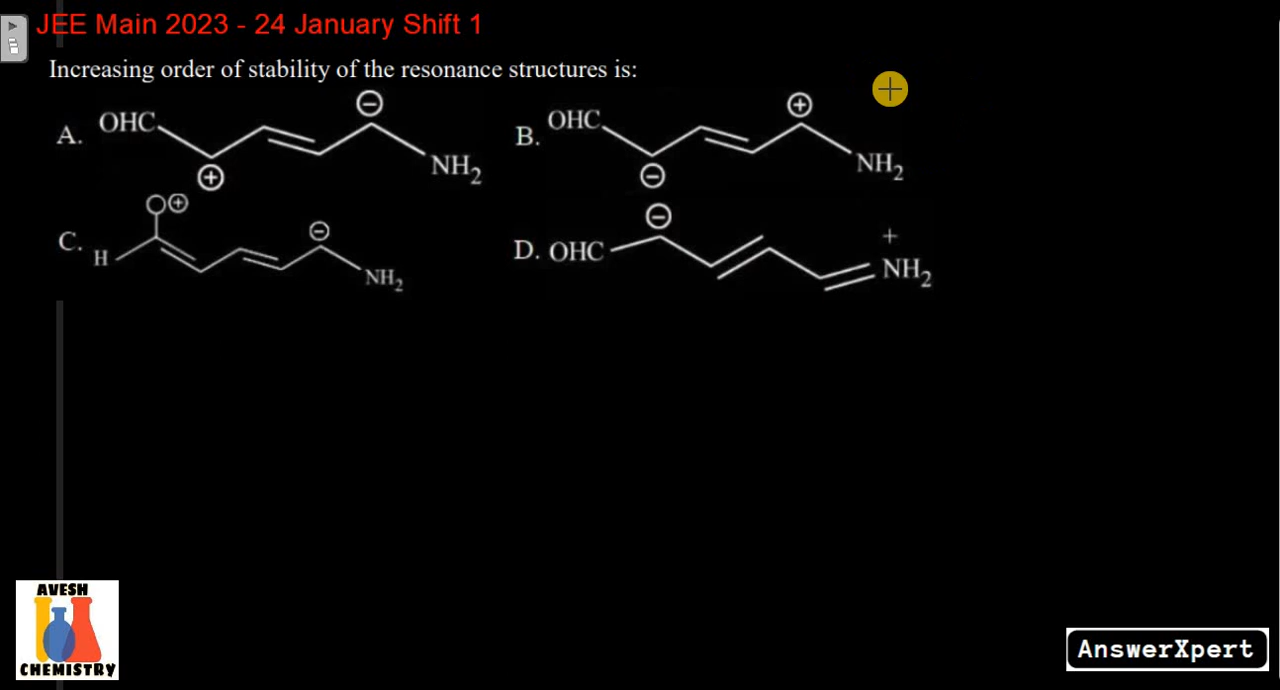 JEE Main 2023 - 24 January Shift 1
Increasing order of stability of the resonance structures is:
A. OHC ⊕ ⊖ NH₂
B. OHC ⊖ ⊕ NH₂
C. H O⊕ ⊖ NH₂
D. OHC ⊖ + NH₂
AVESH
CHEMISTRY
AnswerXpert